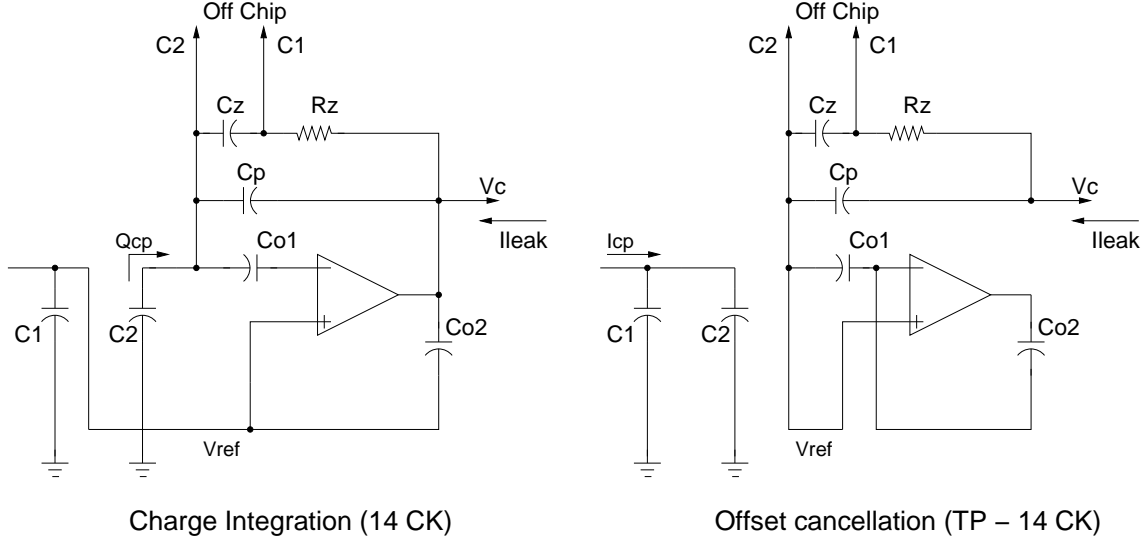 Off Chip
C2
C1
Cz
Rz
Cp
Vc
Ileak
Qcp
Co1
C1
C2
Co2
Vref
Charge Integration (14 CK)
Off Chip
C2
C1
Cz
Rz
Cp
Vc
Ileak
Icp
Co1
C1
C2
Co2
Vref
Offset cancellation (TP – 14 CK)